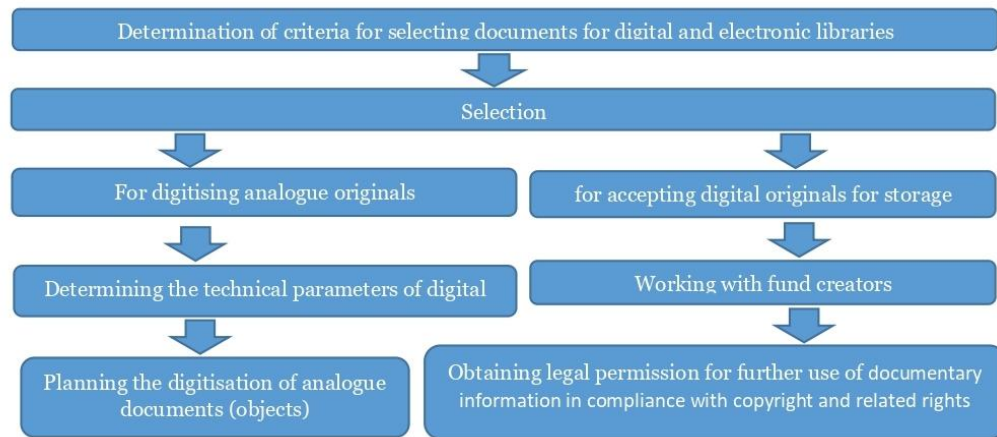 Determination of criteria for selecting documents for digital and electronic libraries
Selection
For digitising analogue originals
for accepting digital originals for storage
Determining the technical parameters of digital
Working with fund creators
Planning the digitisation of analogue
documents (objects)
Obtaining legal permission for further use of documentary
information in compliance with copyright and related rights